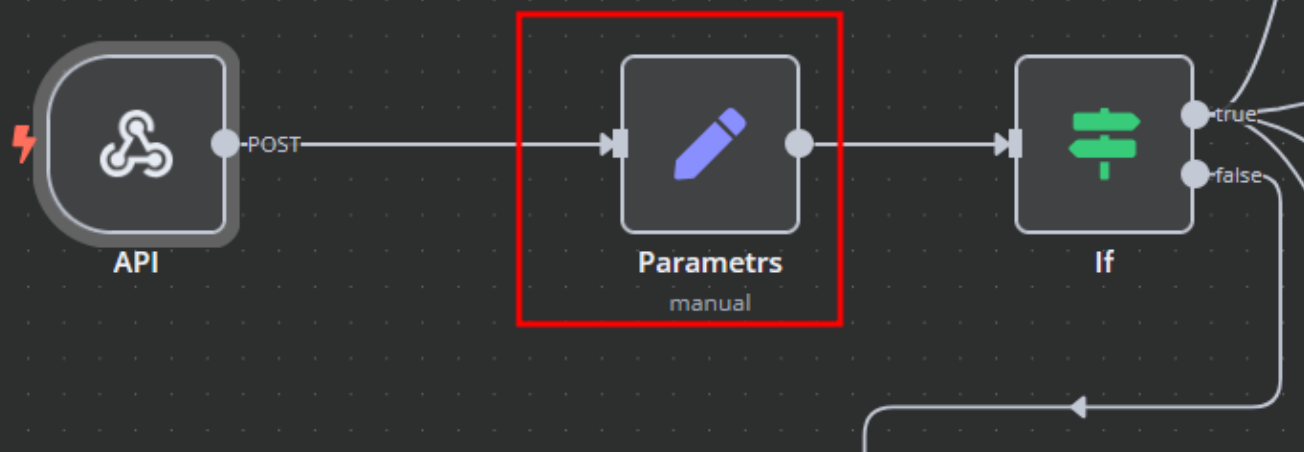 POST
true
false
API
Parametrs
If
manual